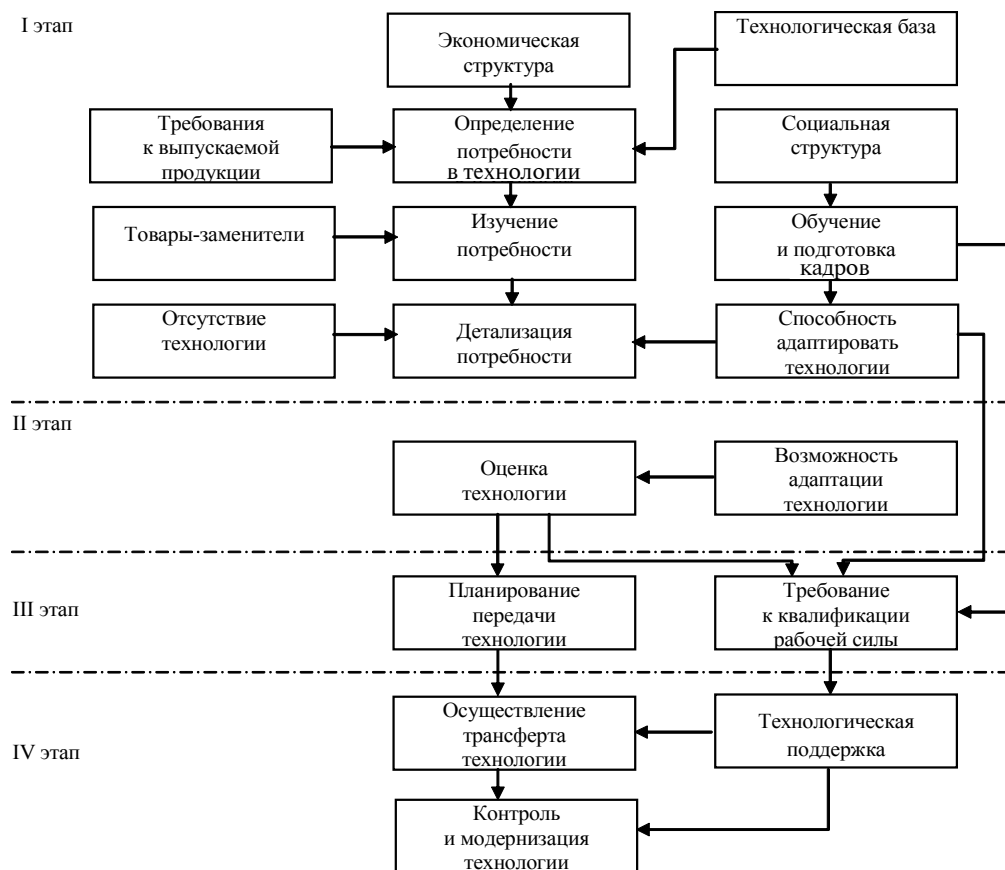 I этап
Экономическая
структура
Технологическая база
Требования
к выпускаемой
продукции
Определение
потребности
в технологии
Социальная
структура
Товары-заменители
Изучение
потребности
Обучение
и подготовка
кадров
Отсутствие
технологии
Детализация
потребности
Способность
адаптировать
технологии
II этап
Оценка
технологии
Возможность
адаптации
технологии
III этап
Планирование
передачи
технологии
Требование
к квалификации
рабочей силы
IV этап
Осуществление
трансферта
технологии
Технологическая
поддержка
Контроль
и модернизация
технологии